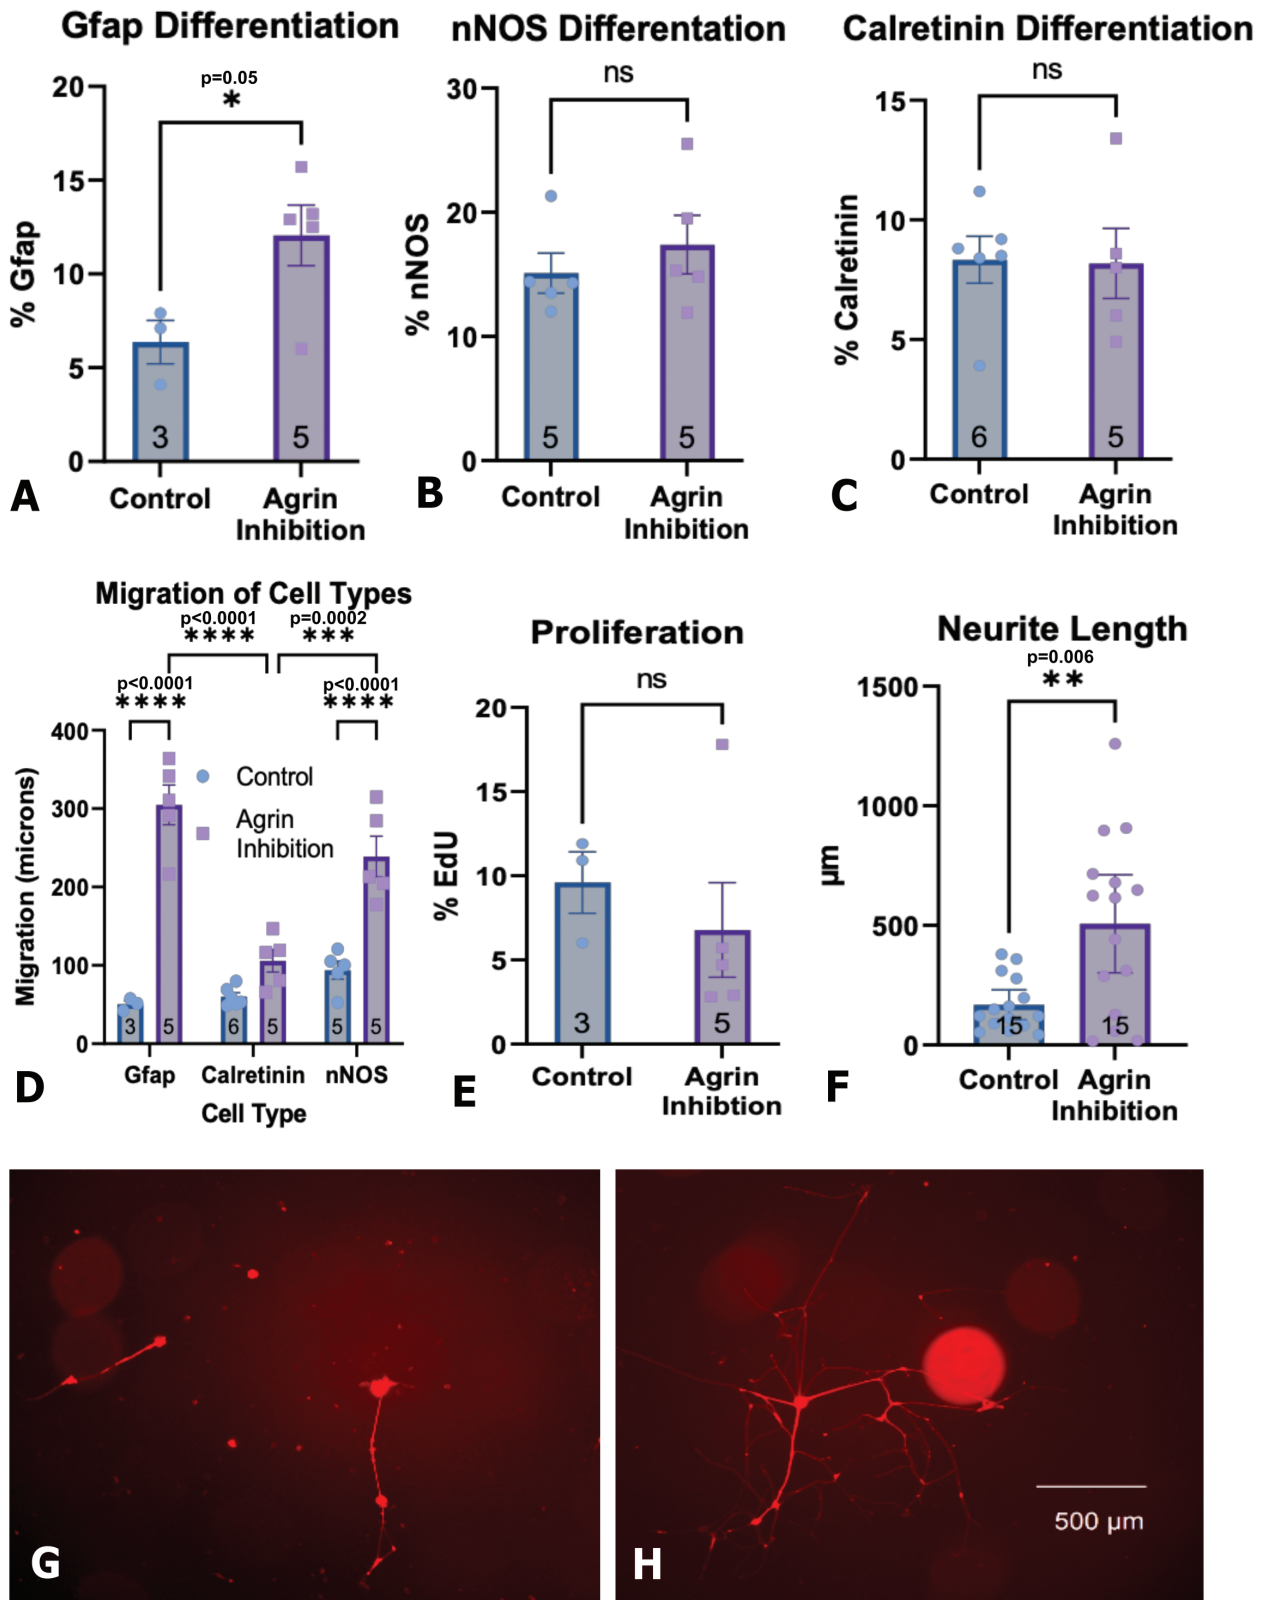 Gfap Differentiation
p=0.05
*
% Gfap
20
15
10
5
0
3
5
Control
Agrin
Inhibition
A
nNOS Differentation
ns
% nNOS
30
20
10
0
5
5
Control
Agrin
Inhibition
B
Calretinin Differentiation
ns
% Calretinin
15
10
5
0
6
5
Control
Agrin
Inhibition
C
Migration of Cell Types
p<0.0001
****
p=0.0002
***
p<0.0001
****
p<0.0001
****
Migration (microns)
400
300
200
100
0
Control
Agrin
Inhibition
3
5
6
5
5
5
Gfap
Calretinin
nNOS
Cell Type
D
Proliferation
ns
% EdU
20
15
10
5
0
3
5
Control
Agrin
Inhibtion
E
Neurite Length
p=0.006
**
µm
1500
1000
500
0
15
15
Control
Agrin
Inhibition
F
G
500 µm
H